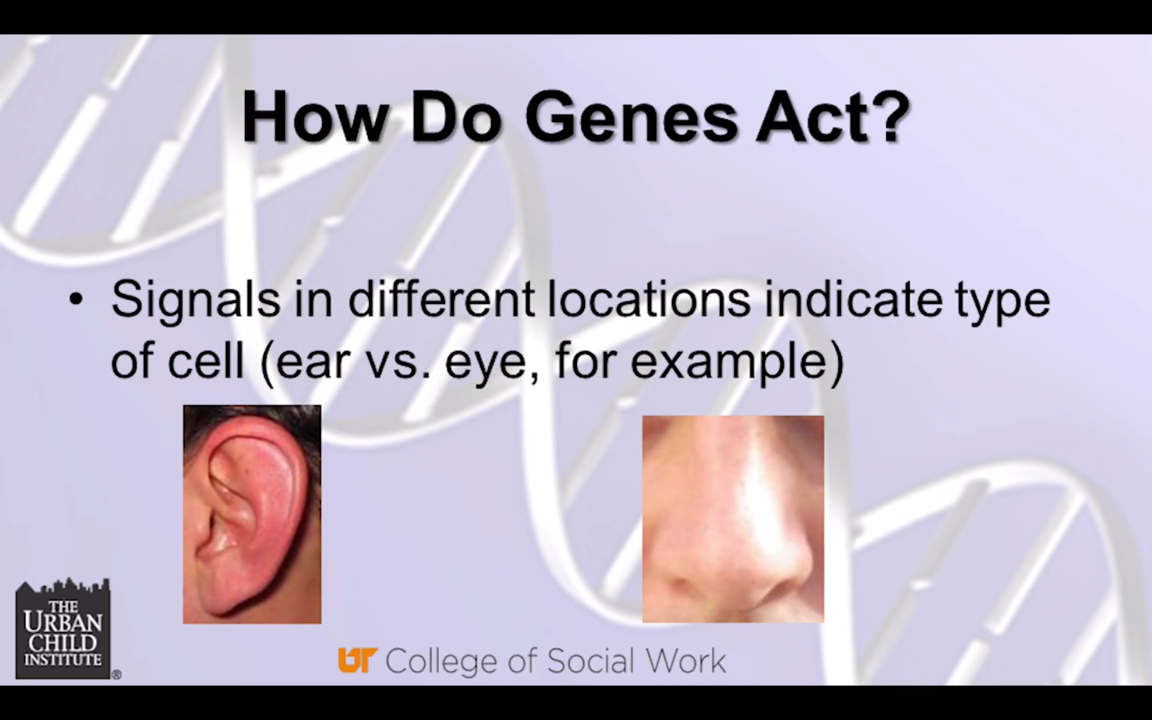 How Do Genes Act?
• Signals in different locations indicate type
of cell (ear vs. eye, for example)
THE
URBAN
CHILD
INSTITUTE
®
UT College of Social Work